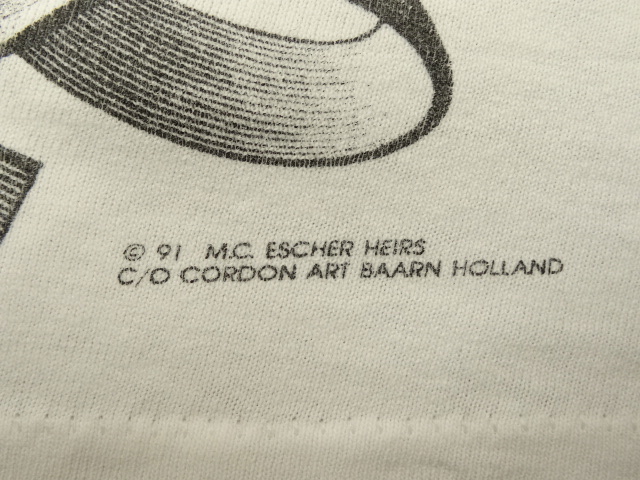 © 91 M.C. ESCHER HEIRS
C/O CORDON ART BAARN HOLLAND